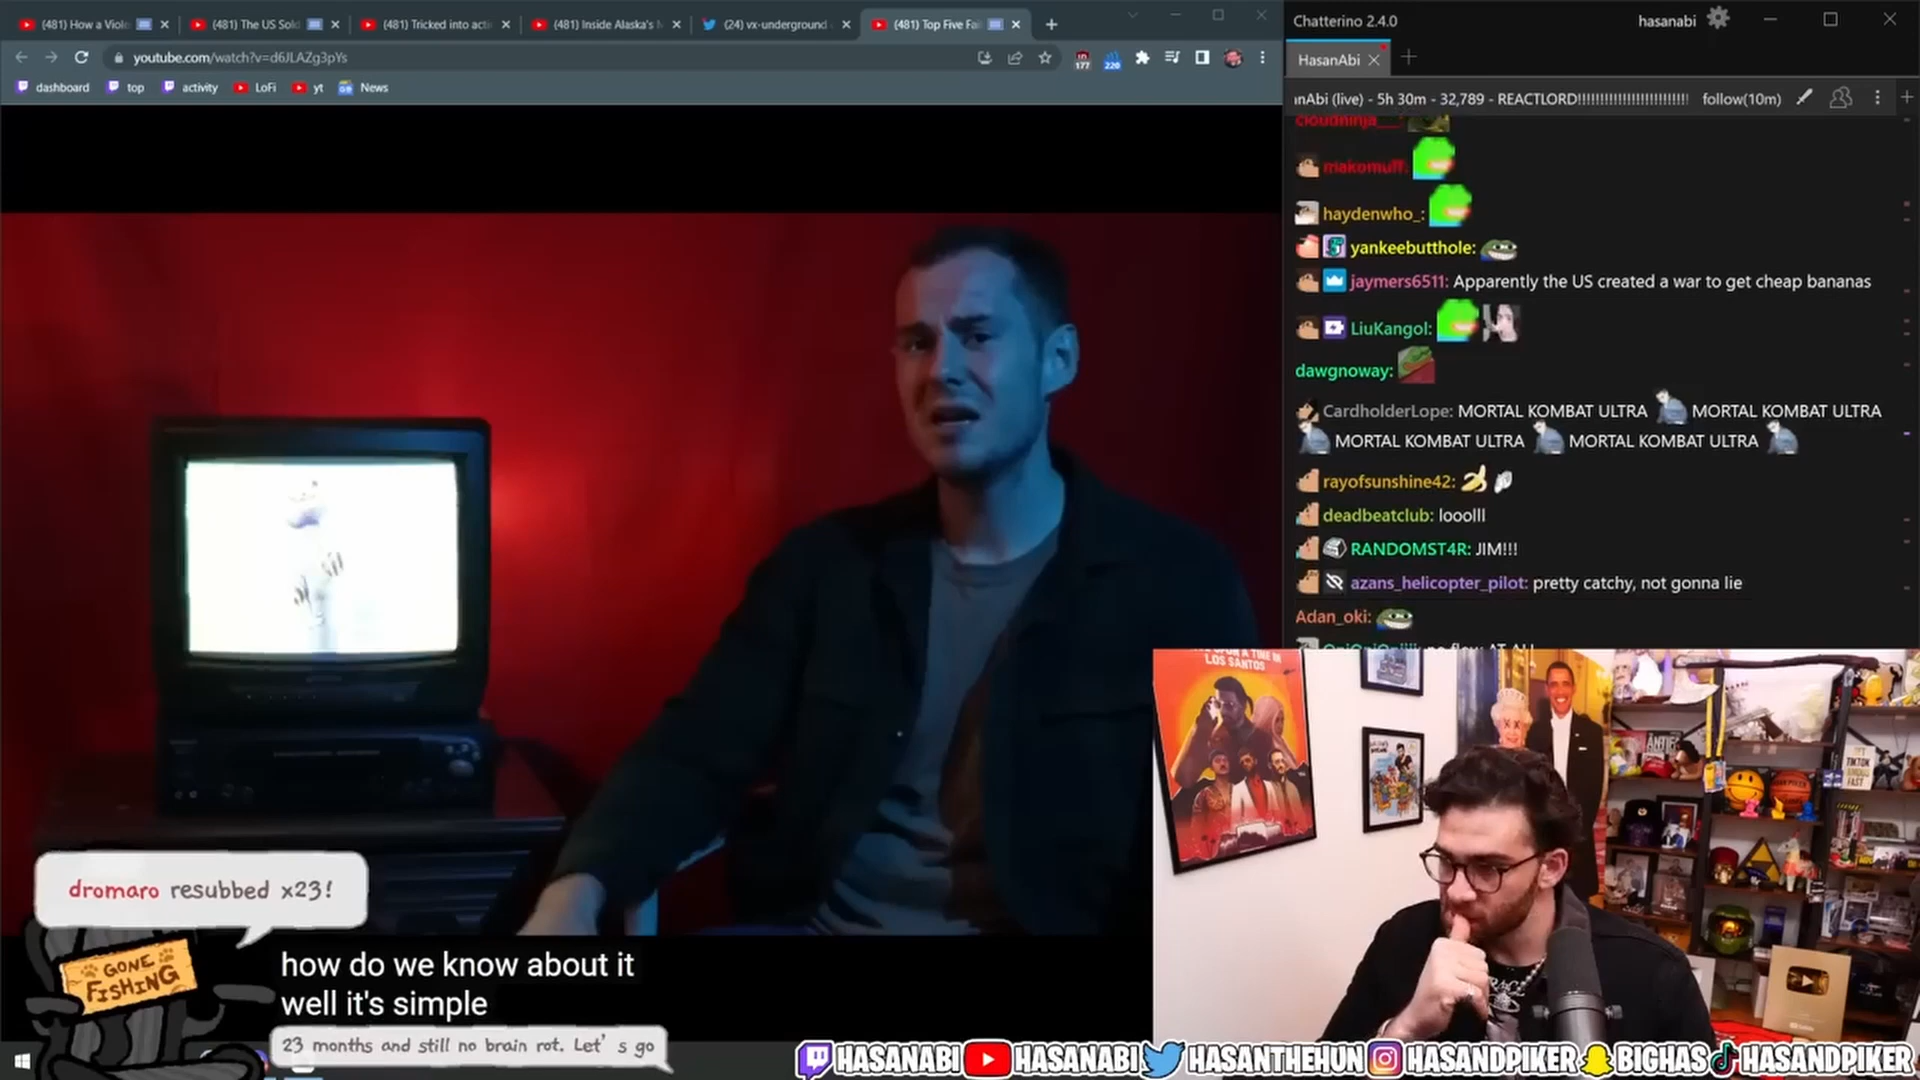 (481) How a Viole
(481) The US Sold
(481) Tricked into acti
(481) Inside Alaska's M
(24) vx-underground
(481) Top Five Fai
youtube.com/watch?v=d6JLAZg3pYs
177
220
dashboard
top
activity
LoFi
yt
News
Chatterino 2.4.0
hasanabi
HasanAbi
nAbi (live) - 5h 30m - 32,789 - REACTLORD!!!!!!!!!!!!!!!!!!!!!!!!!
follow(10m)
cloudninja__:
makomuff:
haydenwho_:
yankeebutthole:
jaymers6511: Apparently the US created a war to get cheap bananas
LiuKangol:
dawgnoway:
CardholderLope: MORTAL KOMBAT ULTRA MORTAL KOMBAT ULTRA
MORTAL KOMBAT ULTRA MORTAL KOMBAT ULTRA
rayofsunshine42:
deadbeatclub: looolll
RANDOMST4R: JIM!!!
azans_helicopter_pilot: pretty catchy, not gonna lie
Adan_oki:
LOS SANTOS
dromaro resubbed x23!
GONE
FISHING
how do we know about it
well it's simple
23 months and still no brain rot. Let's go
HASANABI
HASANABI
HASANTHEHUN
HASANDPIKER
BIGHAS
HASANDPIKER